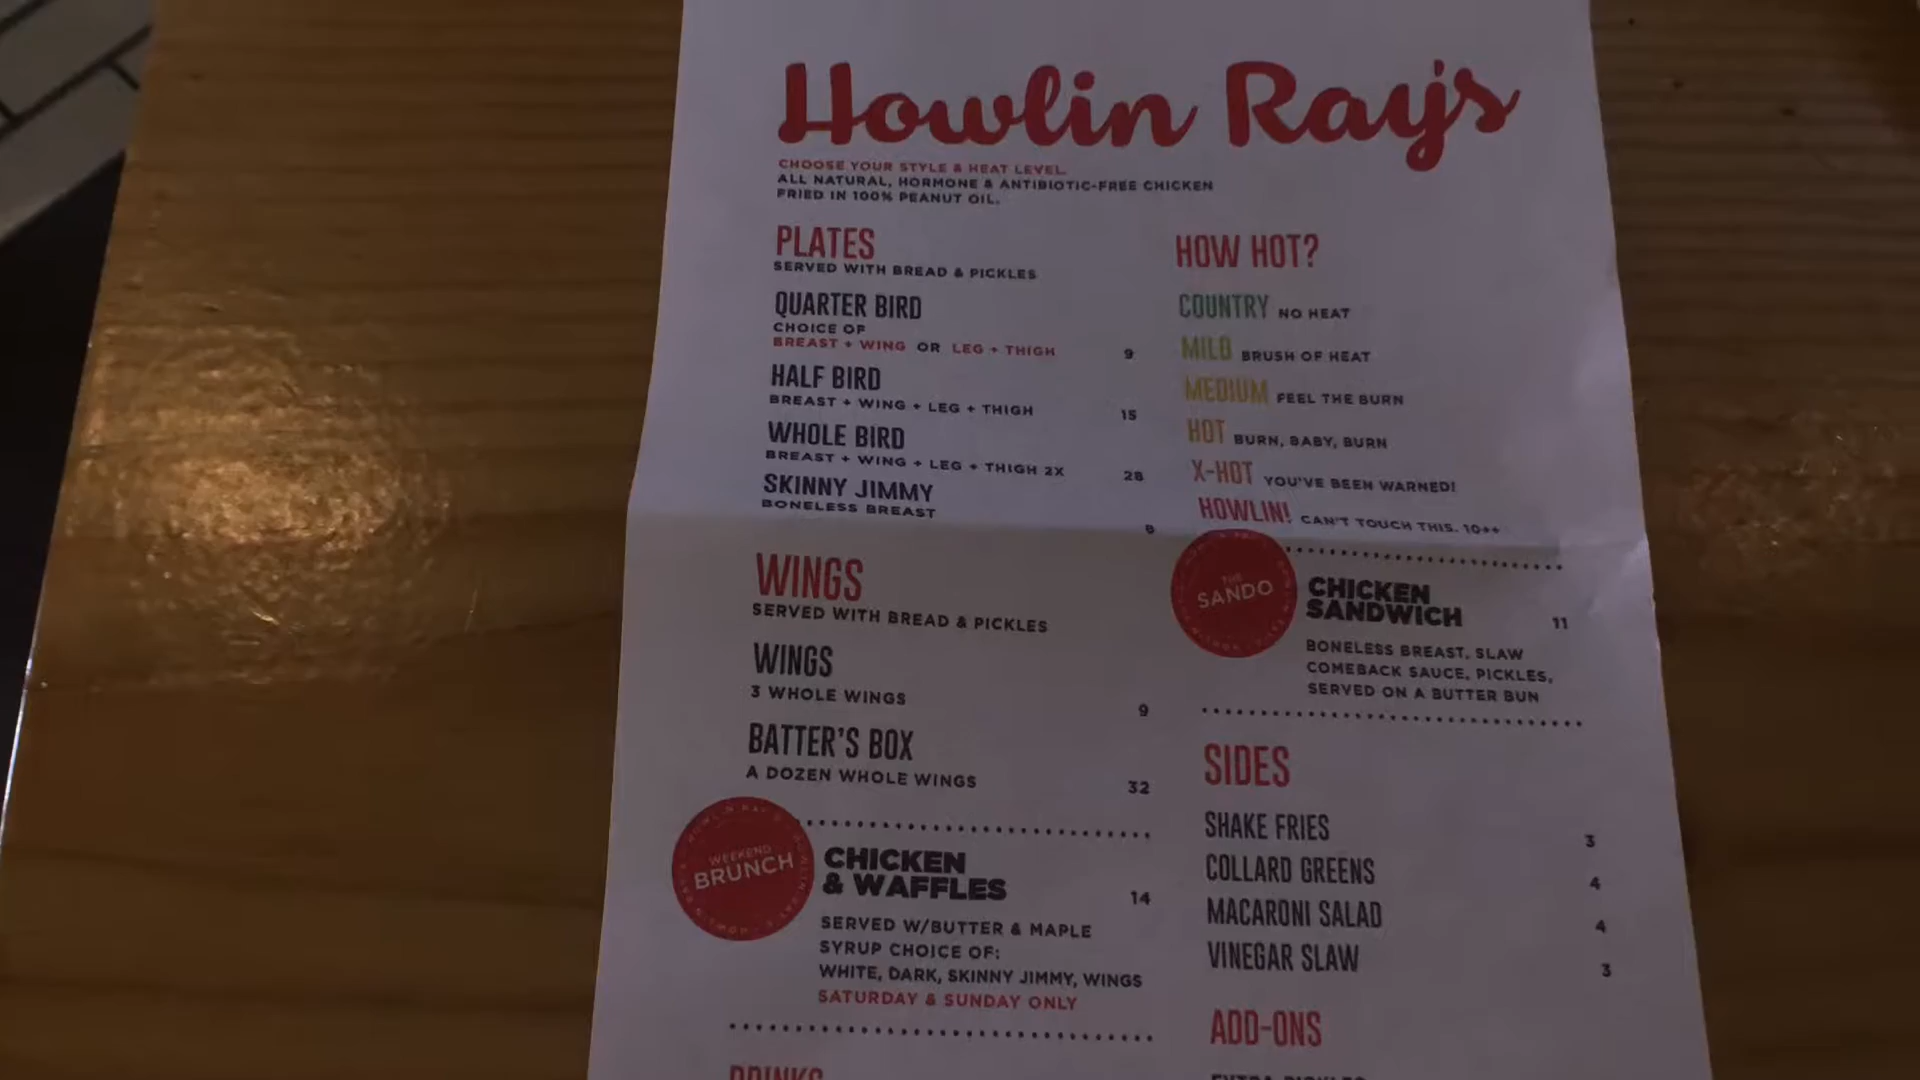 Howlin Ray's
CHOOSE YOUR STYLE & HEAT LEVEL.
ALL NATURAL, HORMONE & ANTIBIOTIC-FREE CHICKEN
FRIED IN 100% PEANUT OIL.
PLATES
SERVED WITH BREAD & PICKLES
QUARTER BIRD
CHOICE OF
BREAST + WING OR LEG + THIGH 9
HALF BIRD
BREAST + WING + LEG + THIGH 15
WHOLE BIRD
BREAST + WING + LEG + THIGH 2X 28
SKINNY JIMMY
BONELESS BREAST
WINGS
SERVED WITH BREAD & PICKLES
WINGS
3 WHOLE WINGS 9
BATTER'S BOX
A DOZEN WHOLE WINGS 32
WEEKEND
BRUNCH
CHICKEN
& WAFFLES 14
SERVED W/BUTTER & MAPLE
SYRUP CHOICE OF:
WHITE, DARK, SKINNY JIMMY, WINGS
SATURDAY & SUNDAY ONLY
DRINKS
HOW HOT?
COUNTRY NO HEAT
MILD BRUSH OF HEAT
MEDIUM FEEL THE BURN
HOT BURN, BABY, BURN
X-HOT YOU'VE BEEN WARNED!
HOWLIN! CAN'T TOUCH THIS. 10++
THE
SANDO
CHICKEN
SANDWICH 11
BONELESS BREAST, SLAW
COMEBACK SAUCE, PICKLES,
SERVED ON A BUTTER BUN
SIDES
SHAKE FRIES 3
COLLARD GREENS 4
MACARONI SALAD 4
VINEGAR SLAW 3
ADD-ONS
EXTRA PICKLES